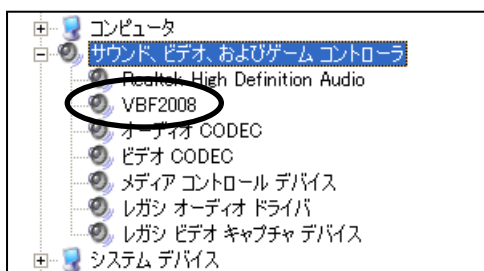 コンピュータ
サウンド、ビデオ、およびゲーム コントローラ
Realtek High Definition Audio
VBF2008
オーディオ CODEC
ビデオ CODEC
メディア コントロール デバイス
レガシ オーディオ ドライバ
レガシ ビデオ キャプチャ デバイス
システム デバイス